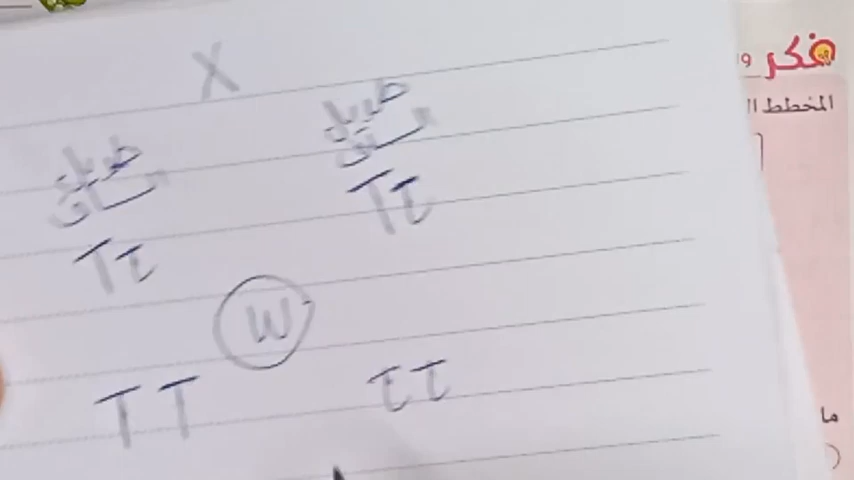 فكر
المخطط
X
طويل طويل
الساق الساق
Tt Tt
W
TT tt
ما